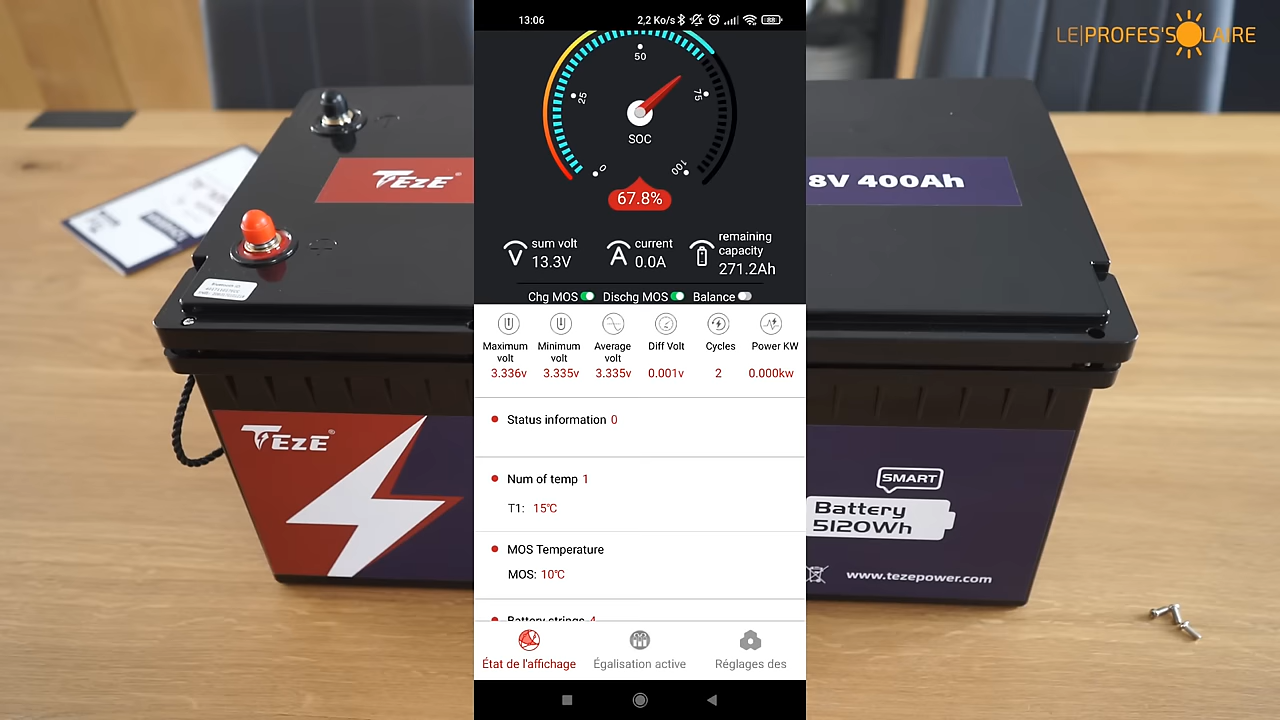 13:06
2,2 Ko/s
88
LE|PROFES'SOLAIRE
50
25
75
SOC
0
100
67.8%
sum volt
13.3V
current
0.0A
remaining
capacity
271.2Ah
Chg MOS
Dischg MOS
Balance
Maximum
volt
3.336v
Minimum
volt
3.335v
Average
volt
3.335v
Diff Volt
0.001v
Cycles
2
Power KW
0.000kw
Status information 0
Num of temp 1
T1: 15℃
MOS Temperature
MOS: 10℃
Battery strings 4
État de l'affichage
Égalisation active
Réglages des
TEZE®
8V 400Ah
TEZE®
SMART
Battery
5120Wh
www.tezepower.com